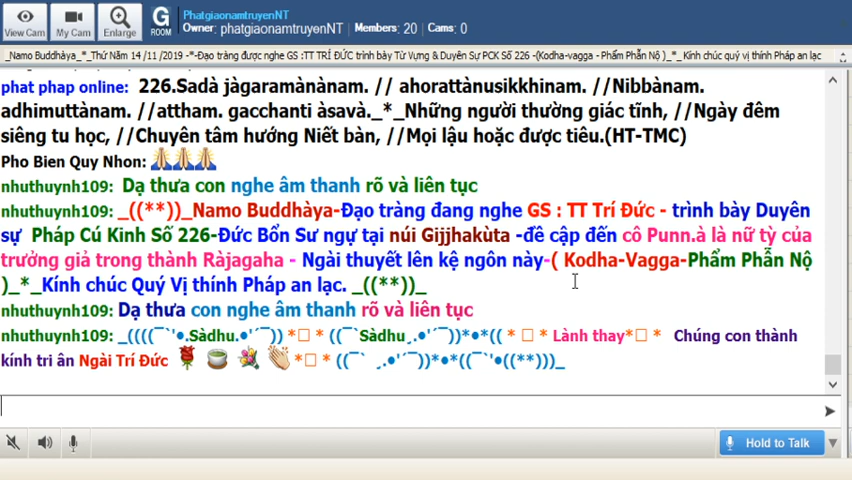 PhatgiaonamtruyenNT
Owner: phatgiaonamtruyenNT Members: 20 Cams: 0
View Cam My Cam Enlarge G ROOM
_Namo Buddhàya_*_Thứ Năm 14 /11 /2019 -*-Đạo tràng được nghe GS :TT TRÍ ĐỨC trình bày Từ Vựng & Duyên Sự PCK Số 226 -(Kodha-vagga - Phẩm Phẫn Nộ )_*_ Kính chúc quý vị thính Pháp an lạc
phat phap online: 226.Sadà jàgaramànànam. // ahorattànusikkhinam. //Nibbànam.
adhimuttànam. //attham. gacchanti àsavà._*_Những người thường giác tĩnh, //Ngày đêm
siêng tu học, //Chuyên tâm hướng Niết bàn, //Mọi lậu hoặc được tiêu.(HT-TMC)
Pho Bien Quy Nhon: 🙏🙏🙏
nhuthuynh109: Dạ thưa con nghe âm thanh rõ và liên tục
nhuthuynh109: _((**))_Namo Buddhàya-Đạo tràng đang nghe GS : TT Trí Đức - trình bày Duyên
sự Pháp Cú Kinh Số 226-Đức Bổn Sư ngự tại núi Gijjhakùta -đề cập đến cô Punn.à là nữ tỳ của
trưởng giả trong thành Ràjagaha - Ngài thuyết lên kệ ngôn này-( Kodha-Vagga-Phẩm Phẫn Nộ
)_*_Kính chúc Quý Vị thính Pháp an lạc. _((**))_
nhuthuynh109: Dạ thưa con nghe âm thanh rõ và liên tục
nhuthuynh109: _((((¯`'•.Sàdhu.•'´¯)) *□ * ((¯`Sàdhu¸.•'´¯))*•*(( * □ * Lành thay*□ * Chúng con thành
kính tri ân Ngài Trí Đức 🌹 🍵 💐 👏 *□ * ((¯` ¸.•'´¯))*•*((¯`'•((**)))_
Hold to Talk